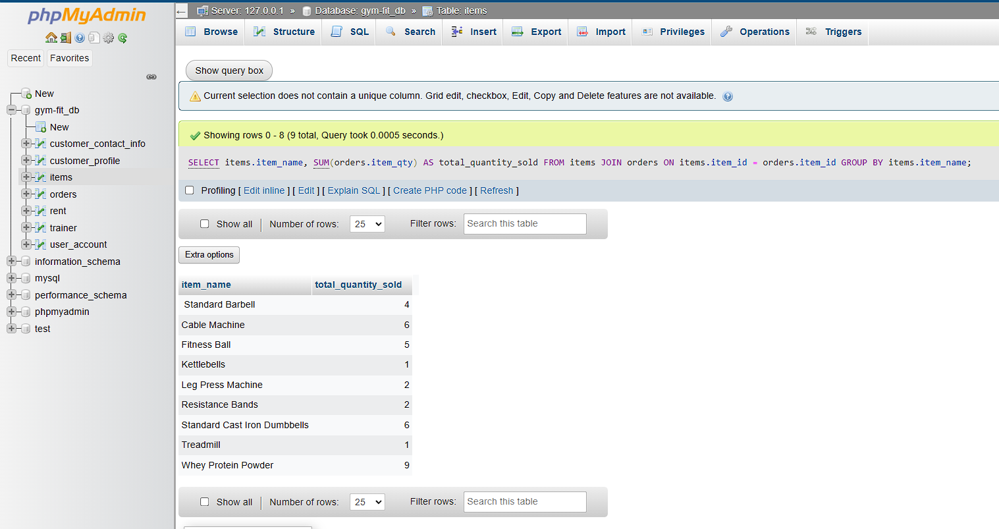 phpMyAdmin
Recent Favorites
New
gym-fit_db
New
customer_contact_info
customer_profile
items
orders
rent
trainer
user_account
information_schema
mysql
performance_schema
phpmyadmin
test
← Server: 127.0.0.1 » Database: gym-fit_db » Table: items
Browse Structure SQL Search Insert Export Import Privileges Operations Triggers
Show query box
Current selection does not contain a unique column. Grid edit, checkbox, Edit, Copy and Delete features are not available.
Showing rows 0 - 8 (9 total, Query took 0.0005 seconds.)
SELECT items.item_name, SUM(orders.item_qty) AS total_quantity_sold FROM items JOIN orders ON items.item_id = orders.item_id GROUP BY items.item_name;
Profiling [ Edit inline ] [ Edit ] [ Explain SQL ] [ Create PHP code ] [ Refresh ]
Show all | Number of rows: 25 Filter rows: Search this table
Extra options
item_name total_quantity_sold
Standard Barbell 4
Cable Machine 6
Fitness Ball 5
Kettlebells 1
Leg Press Machine 2
Resistance Bands 2
Standard Cast Iron Dumbbells 6
Treadmill 1
Whey Protein Powder 9
Show all | Number of rows: 25 Filter rows: Search this table